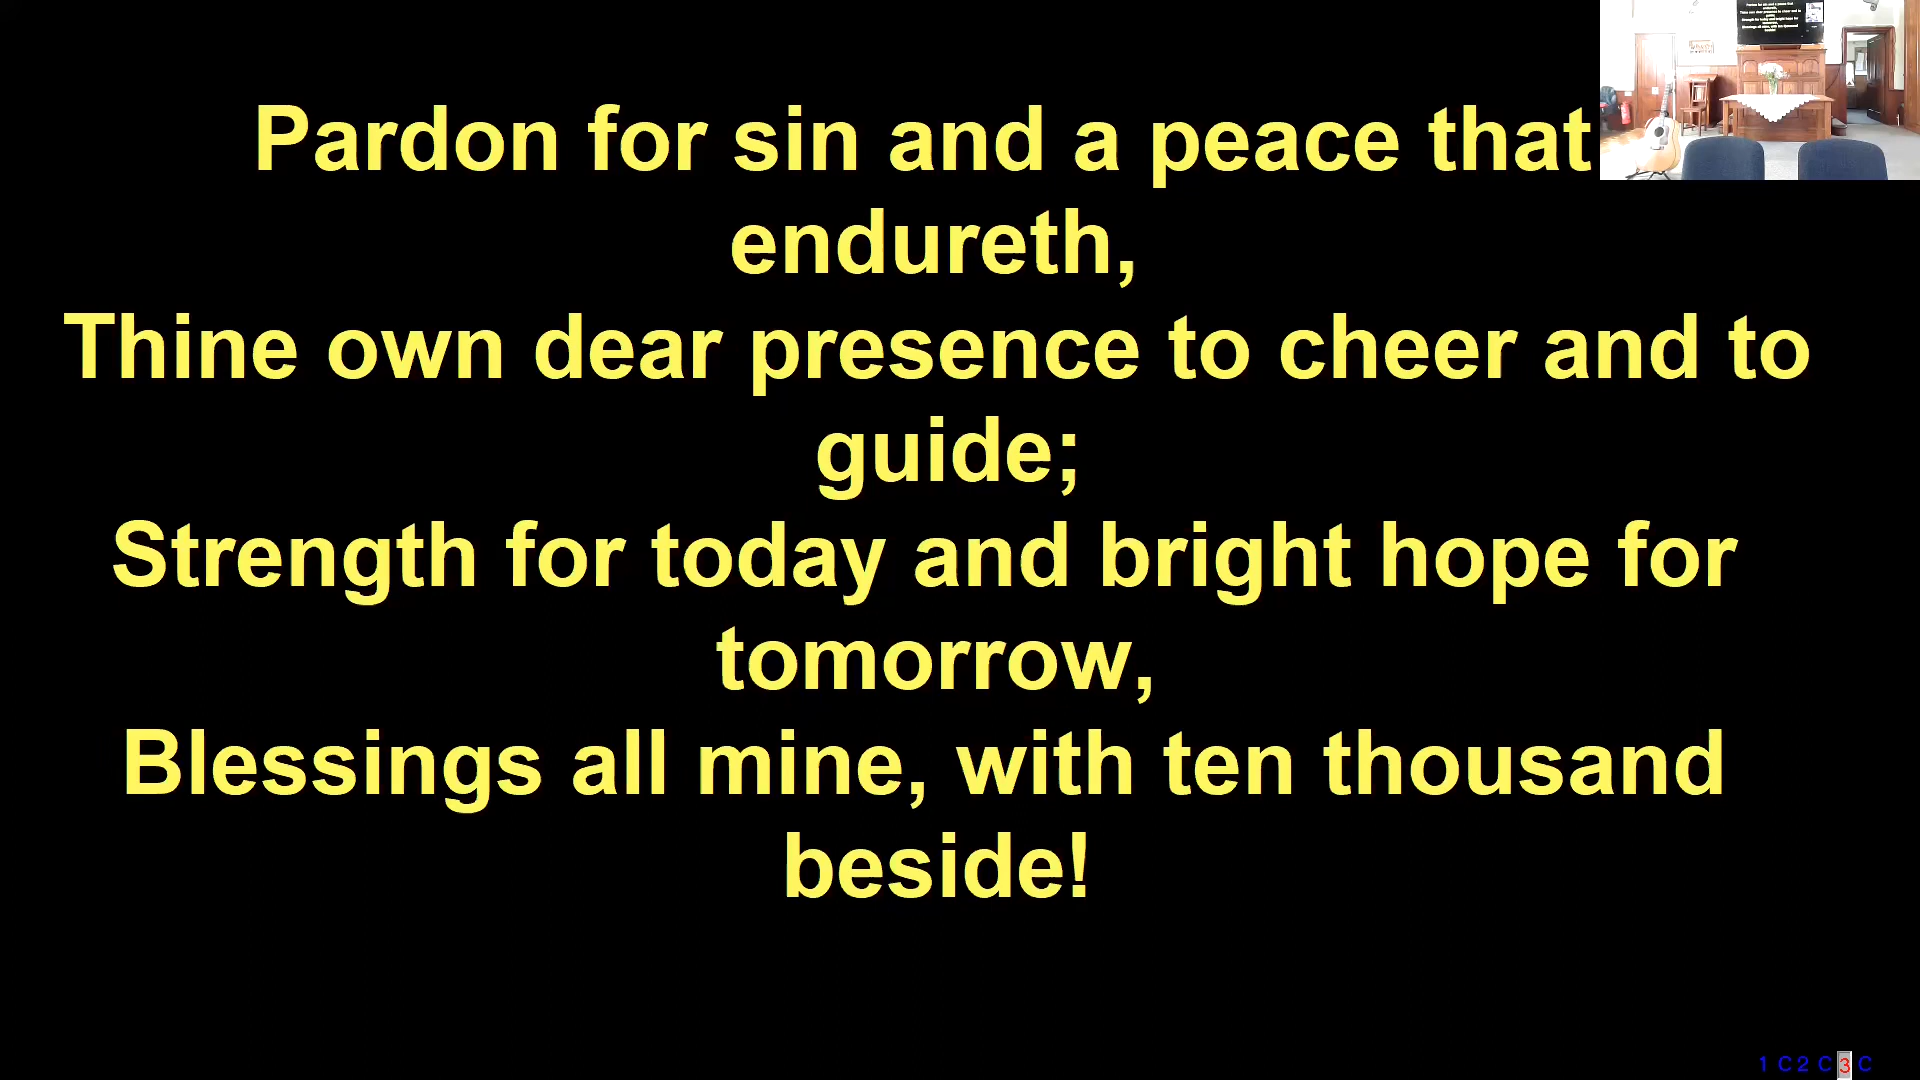 Pardon for sin and a peace that
endureth,
Thine own dear presence to cheer and to
guide;
Strength for today and bright hope for
tomorrow,
Blessings all mine, with ten thousand
beside!
1 C 2 C 3 C